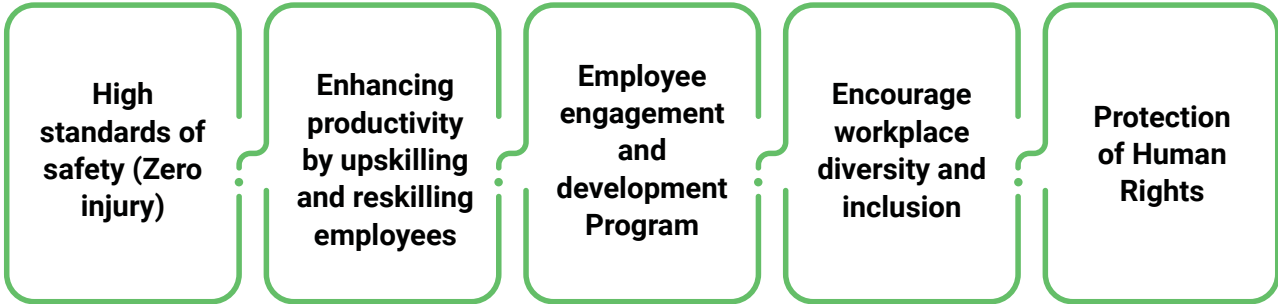 High
standards of
safety (Zero
injury)
Enhancing
productivity
by upskilling
and reskilling
employees
Employee
engagement
and
development
Program
Encourage
workplace
diversity and
inclusion
Protection
of Human
Rights